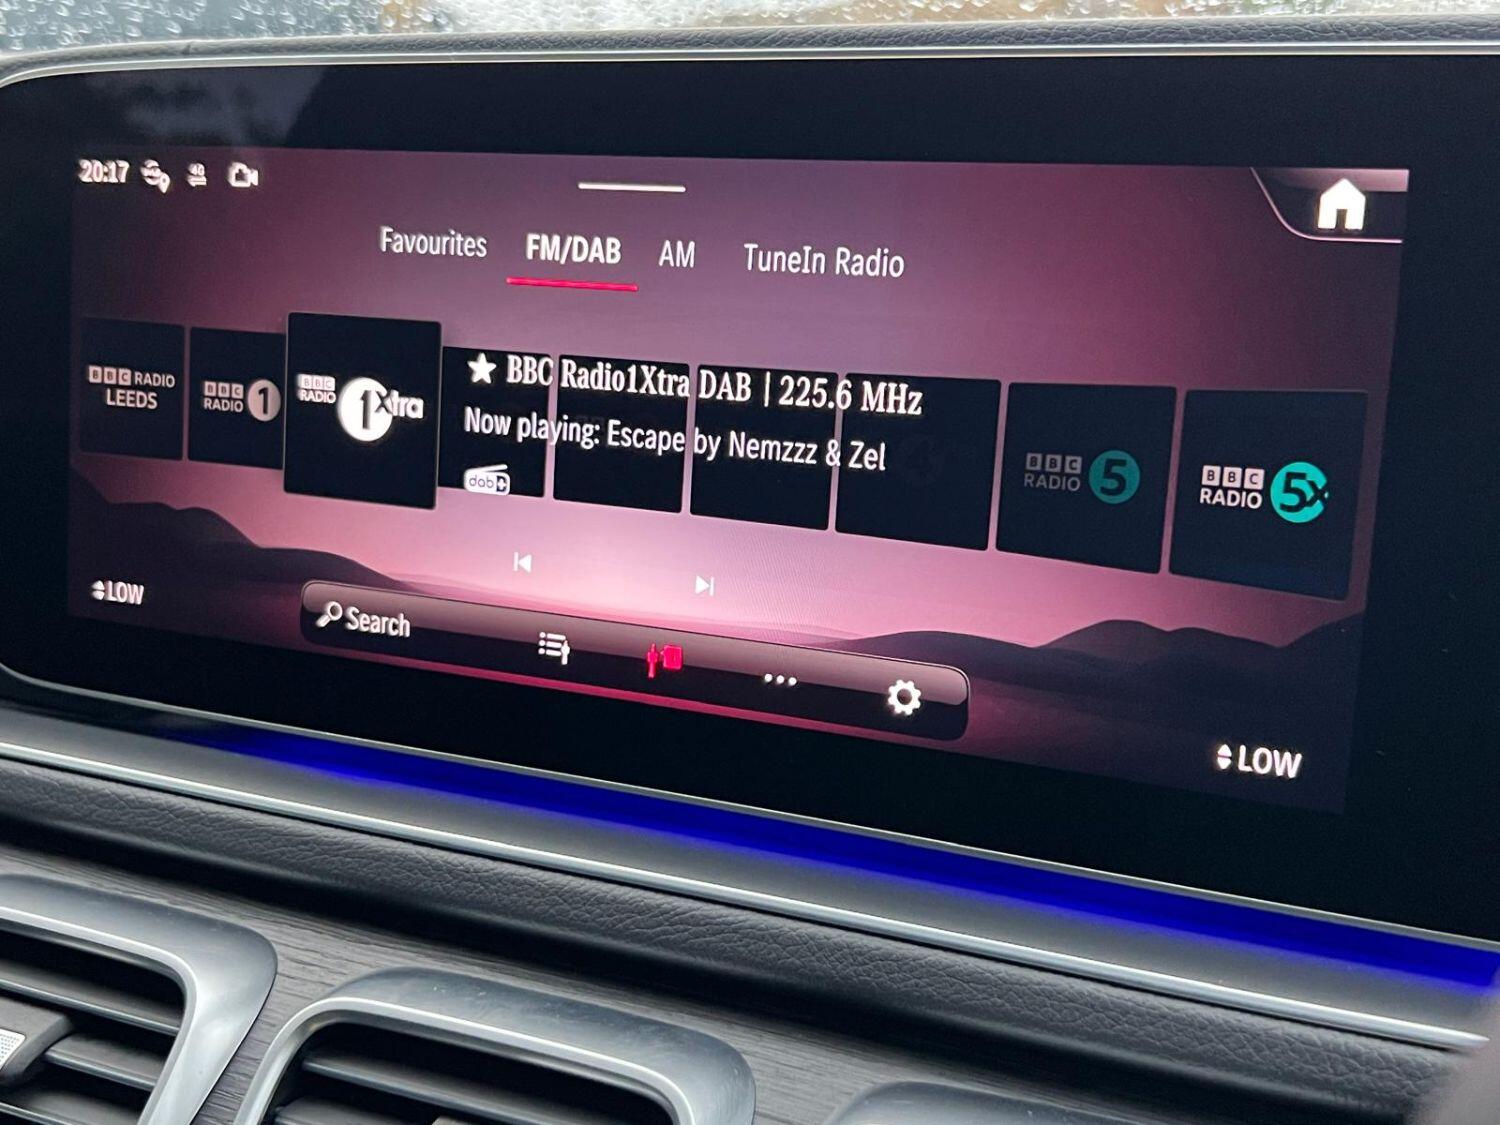 20:17
4G
Favourites FM/DAB AM TuneIn Radio
BBC RADIO
LEEDS
BBC
RADIO 1
BBC
RADIO 1Xtra
★ BBC Radio1Xtra DAB | 225.6 MHz
Now playing: Escape by Nemzzz & Zel
dab+
BBC
RADIO 5
BBC
RADIO 5x
LOW
Search
LOW